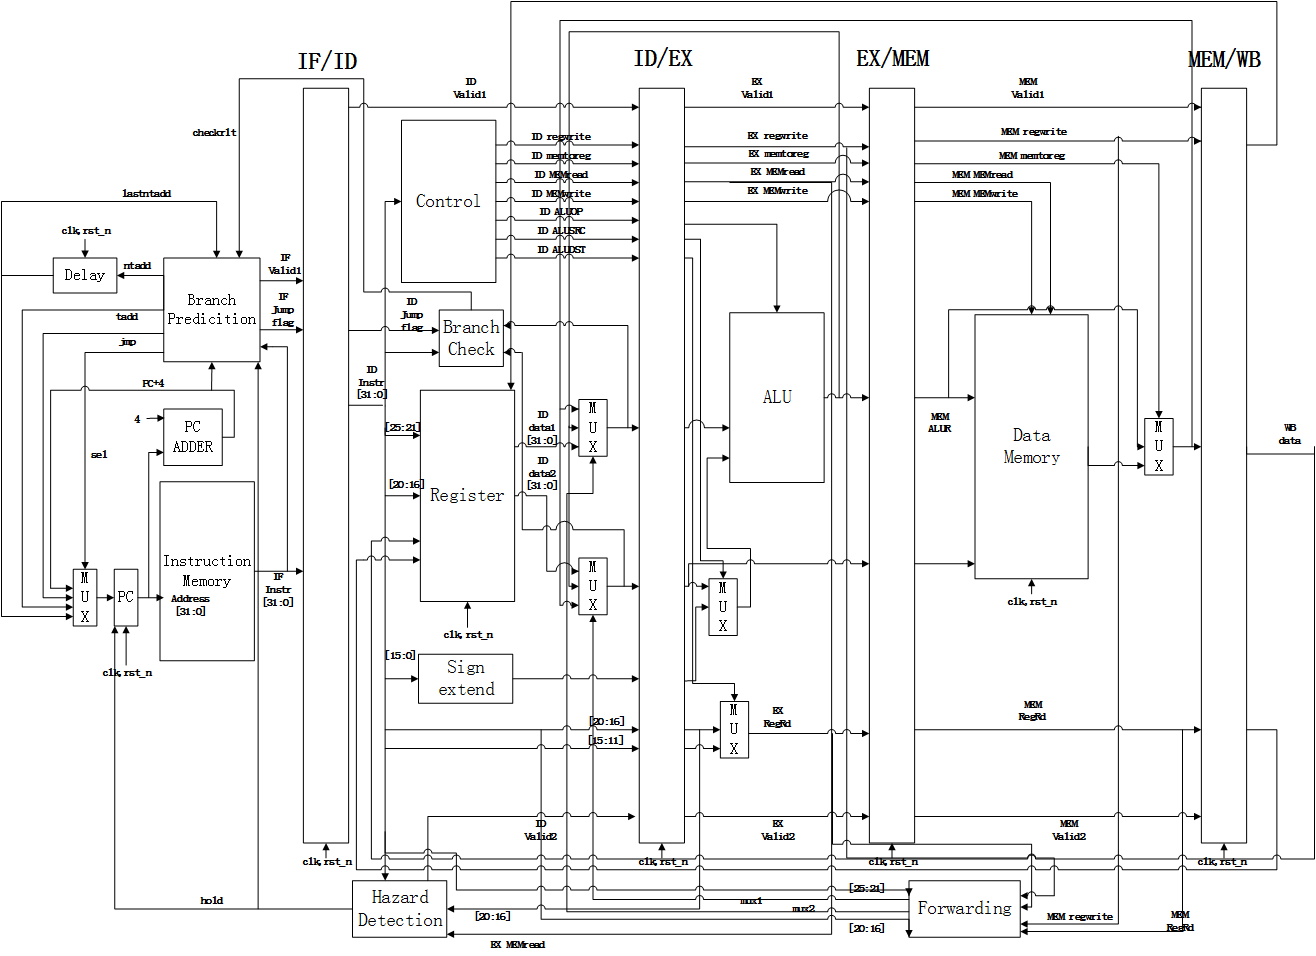 IF/ID
ID/EX
EX/MEM
MEM/WB
ID
Valid1
EX
Valid1
MEM
Valid1
checkrlt
ID regwrite
ID memtoreg
ID MEMread
ID MEMwrite
ID ALUOP
ID ALUSRC
ID ALUDST
EX regwrite
EX memtoreg
EX MEMread
EX MEMwrite
MEM regwrite
MEM memtoreg
MEM MEMread
MEM MEMwrite
Control
lastntadd
clk,rst_n
Delay
ntadd
Branch
Predicition
IF
Valid1
IF
Jump
flag
tadd
jmp
ID
Jump
flag
Branch
Check
ID
Instr
[31:0]
PC+4
4
PC
ADDER
sel
[25:21]
[20:16]
Register
ID
data1
[31:0]
ID
data2
[31:0]
M
U
X
ALU
MEM
ALUR
Data
Memory
M
U
X
WB
data
Instruction
Memory
Address
[31:0]
IF
Instr
[31:0]
M
U
X
PC
clk,rst_n
M
U
X
M
U
X
clk,rst_n
clk,rst_n
[15:0]
Sign
extend
[20:16]
[15:11]
M
U
X
EX
RegRd
MEM
RegRd
ID
Valid2
EX
Valid2
MEM
Valid2
clk,rst_n
clk,rst_n
clk,rst_n
clk,rst_n
hold
Hazard
Detection
[20:16]
EX MEMread
mux1
mux2
[25:21]
[20:16]
Forwarding
MEM regwrite
MEM
RegRd